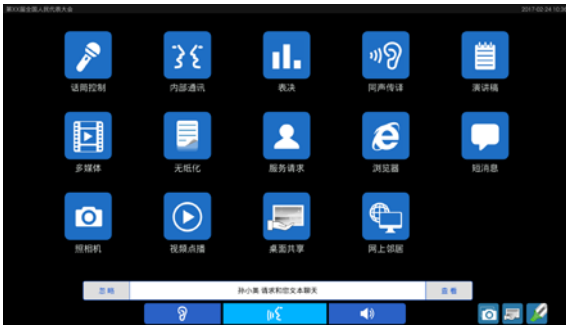 第XX届全国人民代表大会 2017-02-24 10:38
话筒控制 内部通讯 表决 同声传译 演讲稿
多媒体 无纸化 服务请求 浏览器 短消息
照相机 视频点播 桌面共享 网上邻居
忽略 孙小美 请求和您文本聊天 查看